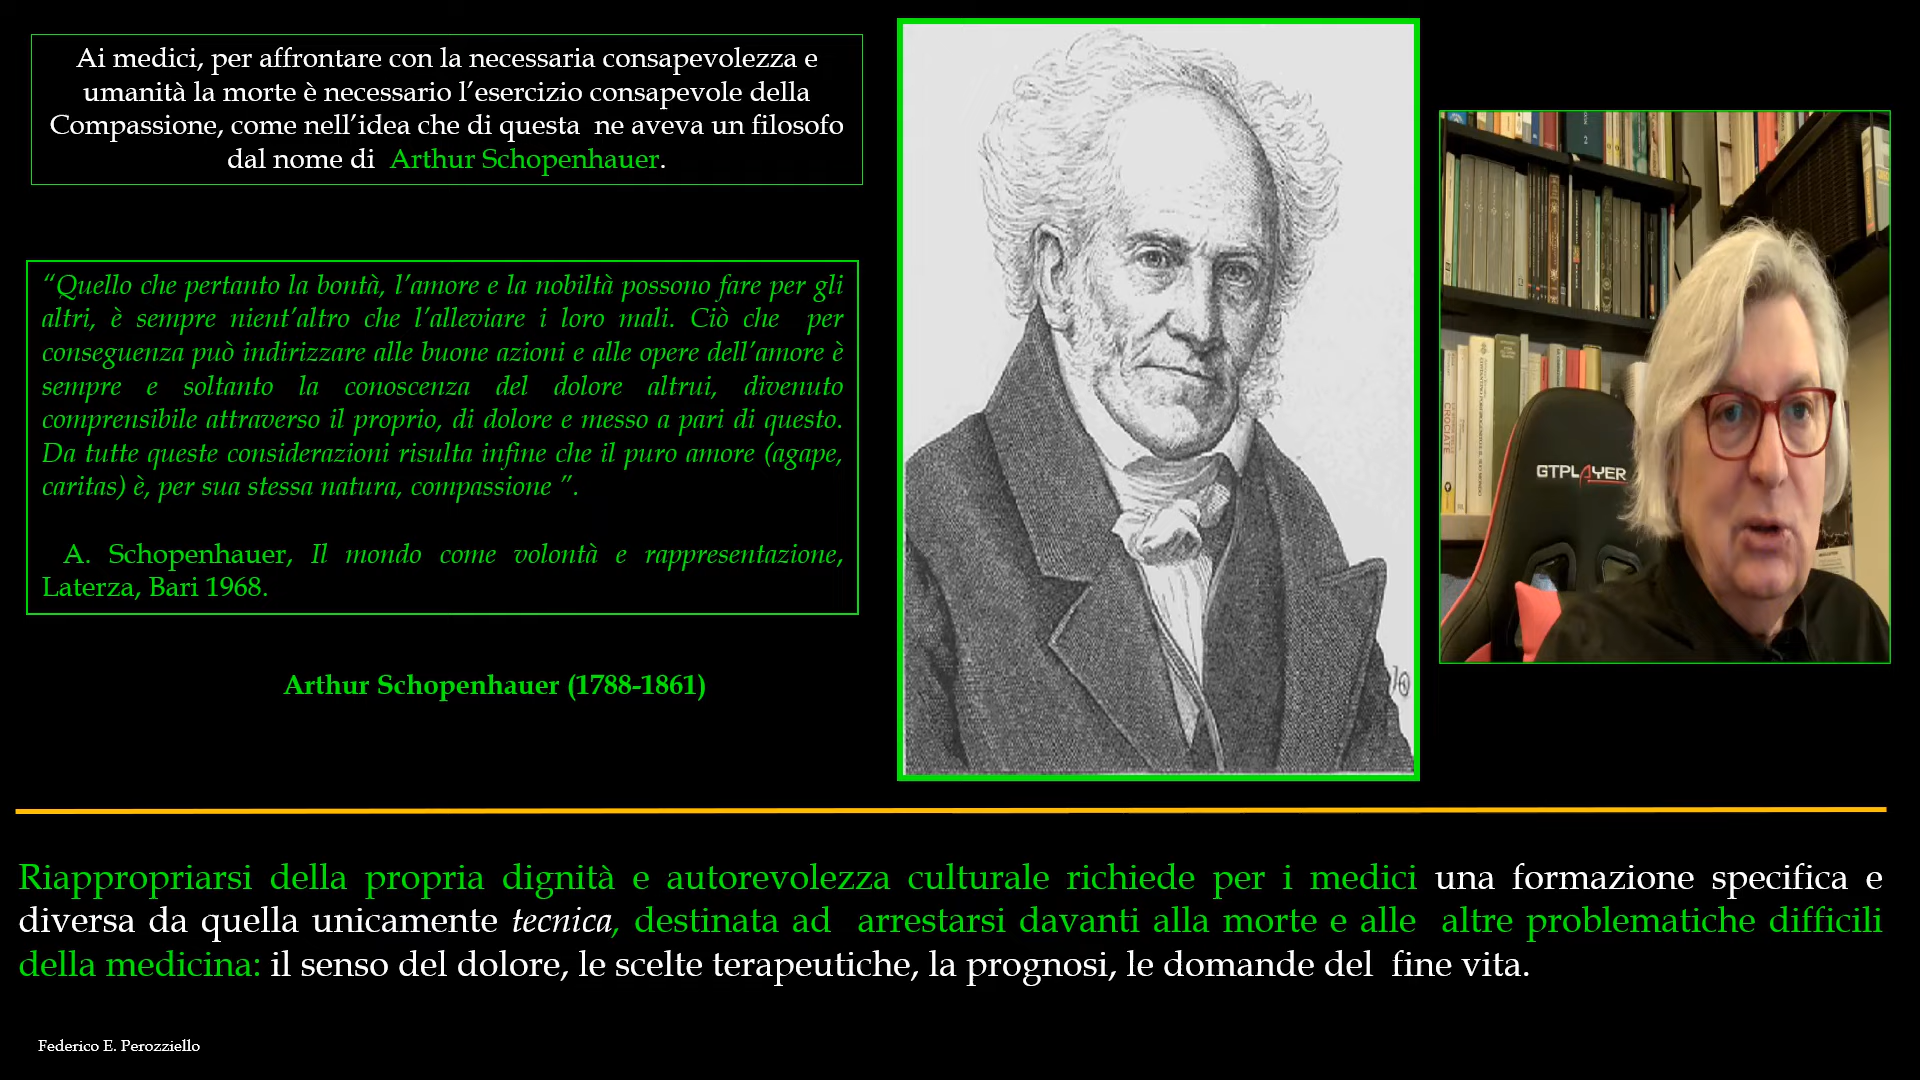 Ai medici, per affrontare con la necessaria consapevolezza e
umanità la morte è necessario l’esercizio consapevole della
Compassione, come nell’idea che di questa ne aveva un filosofo
dal nome di Arthur Schopenhauer.
“Quello che pertanto la bontà, l’amore e la nobiltà possono fare per gli
altri, è sempre nient’altro che l’alleviare i loro mali. Ciò che per
conseguenza può indirizzare alle buone azioni e alle opere dell’amore è
sempre e soltanto la conoscenza del dolore altrui, divenuto
comprensibile attraverso il proprio, di dolore e messo a pari di questo.
Da tutte queste considerazioni risulta infine che il puro amore (agape,
caritas) è, per sua stessa natura, compassione ”.
A. Schopenhauer, Il mondo come volontà e rappresentazione,
Laterza, Bari 1968.
Arthur Schopenhauer (1788-1861)
GTPLAYER
CROCIATE
Riappropriarsi della propria dignità e autorevolezza culturale richiede per i medici una formazione specifica e
diversa da quella unicamente tecnica, destinata ad arrestarsi davanti alla morte e alle altre problematiche difficili
della medicina: il senso del dolore, le scelte terapeutiche, la prognosi, le domande del fine vita.
Federico E. Perozziello